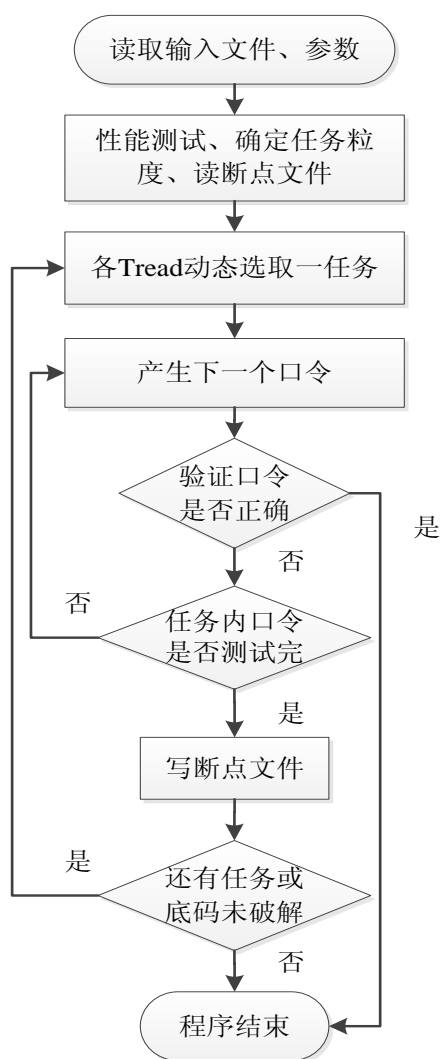 读取输入文件、参数
性能测试、确定任务粒
度、读断点文件
各Tread动态选取一任务
产生下一个口令
验证口令
是否正确
是
否
否
任务内口令
是否测试完
是
写断点文件
是
还有任务或
底码未破解
否
程序结束